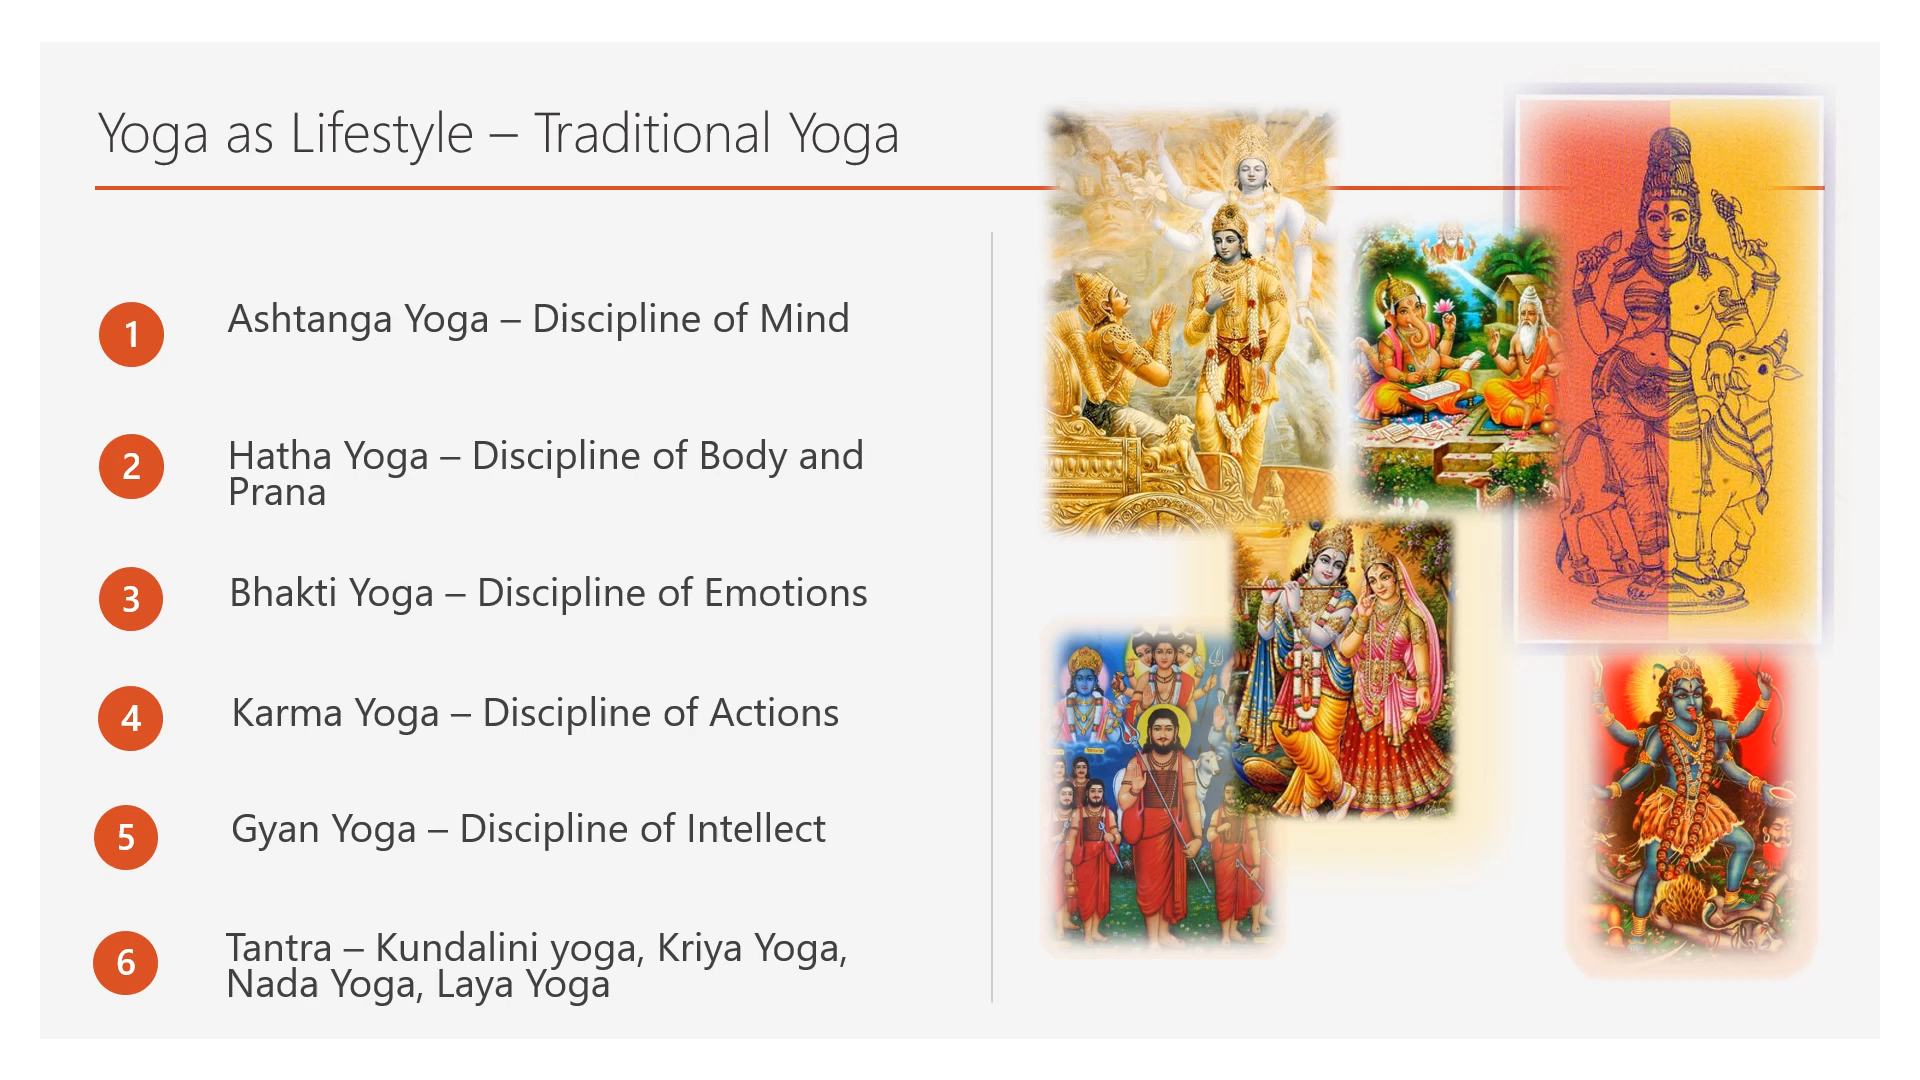 Yoga as Lifestyle – Traditional Yoga
1
Ashtanga Yoga – Discipline of Mind
2
Hatha Yoga – Discipline of Body and
Prana
3
Bhakti Yoga – Discipline of Emotions
4
Karma Yoga – Discipline of Actions
5
Gyan Yoga – Discipline of Intellect
6
Tantra – Kundalini yoga, Kriya Yoga,
Nada Yoga, Laya Yoga